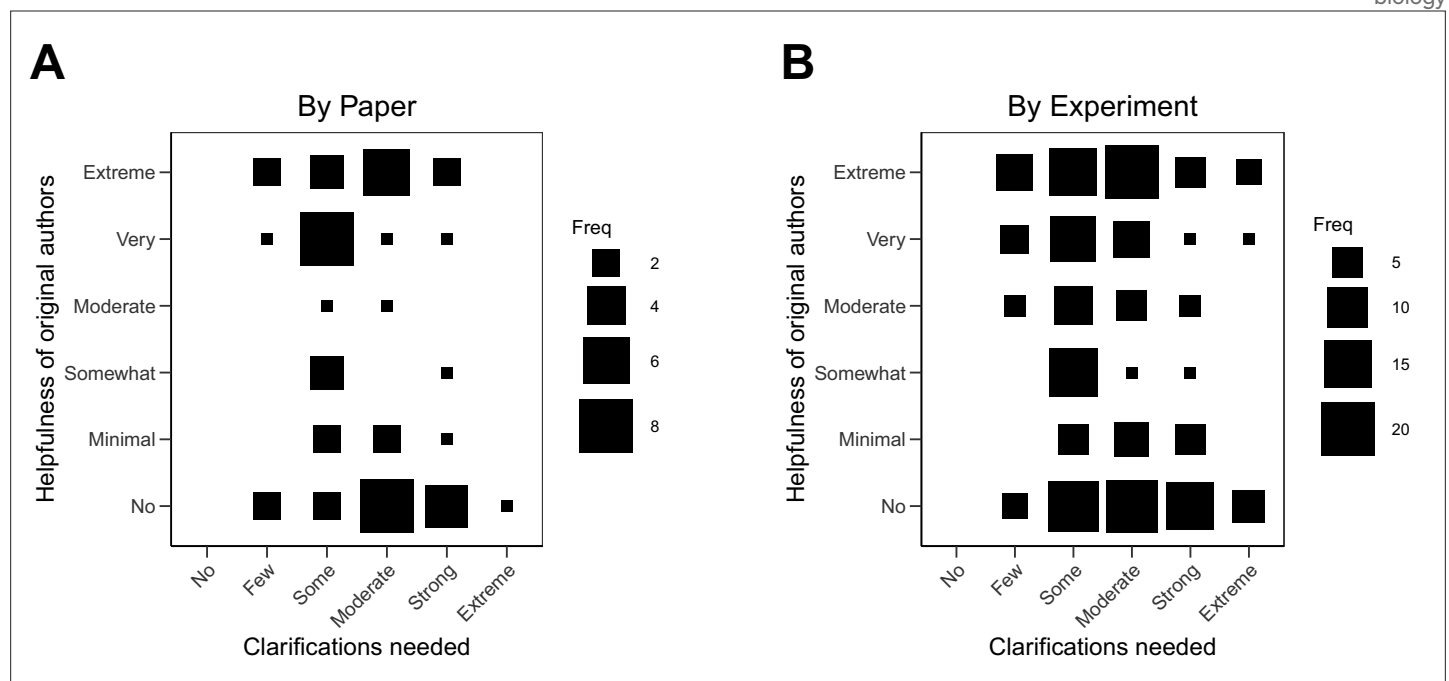 biology
A
B
By Paper
By Experiment
Helpfulness of original authors
Extreme
Very
Moderate
Somewhat
Minimal
No
No
Few
Some
Moderate
Strong
Extreme
Clarifications needed
Freq
2
4
6
8
Helpfulness of original authors
Extreme
Very
Moderate
Somewhat
Minimal
No
No
Few
Some
Moderate
Strong
Extreme
Clarifications needed
Freq
5
10
15
20